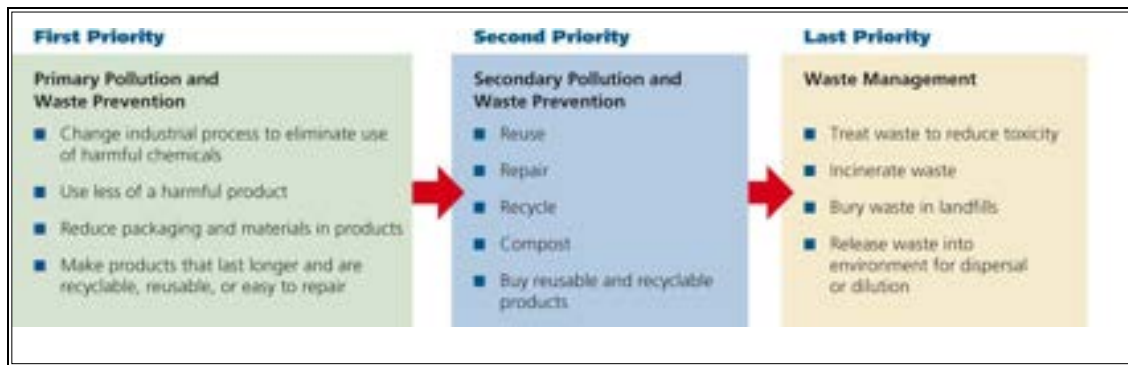 First Priority
Primary Pollution and
Waste Prevention
Change industrial process to eliminate use
of harmful chemicals
Use less of a harmful product
Reduce packaging and materials in products
Make products that last longer and are
recyclable, reusable, or easy to repair
Second Priority
Secondary Pollution and
Waste Prevention
Reuse
Repair
Recycle
Compost
Buy reusable and recyclable
products
Last Priority
Waste Management
Treat waste to reduce toxicity
Incinerate waste
Bury waste in landfills
Release waste into
environment for dispersal
or dilution